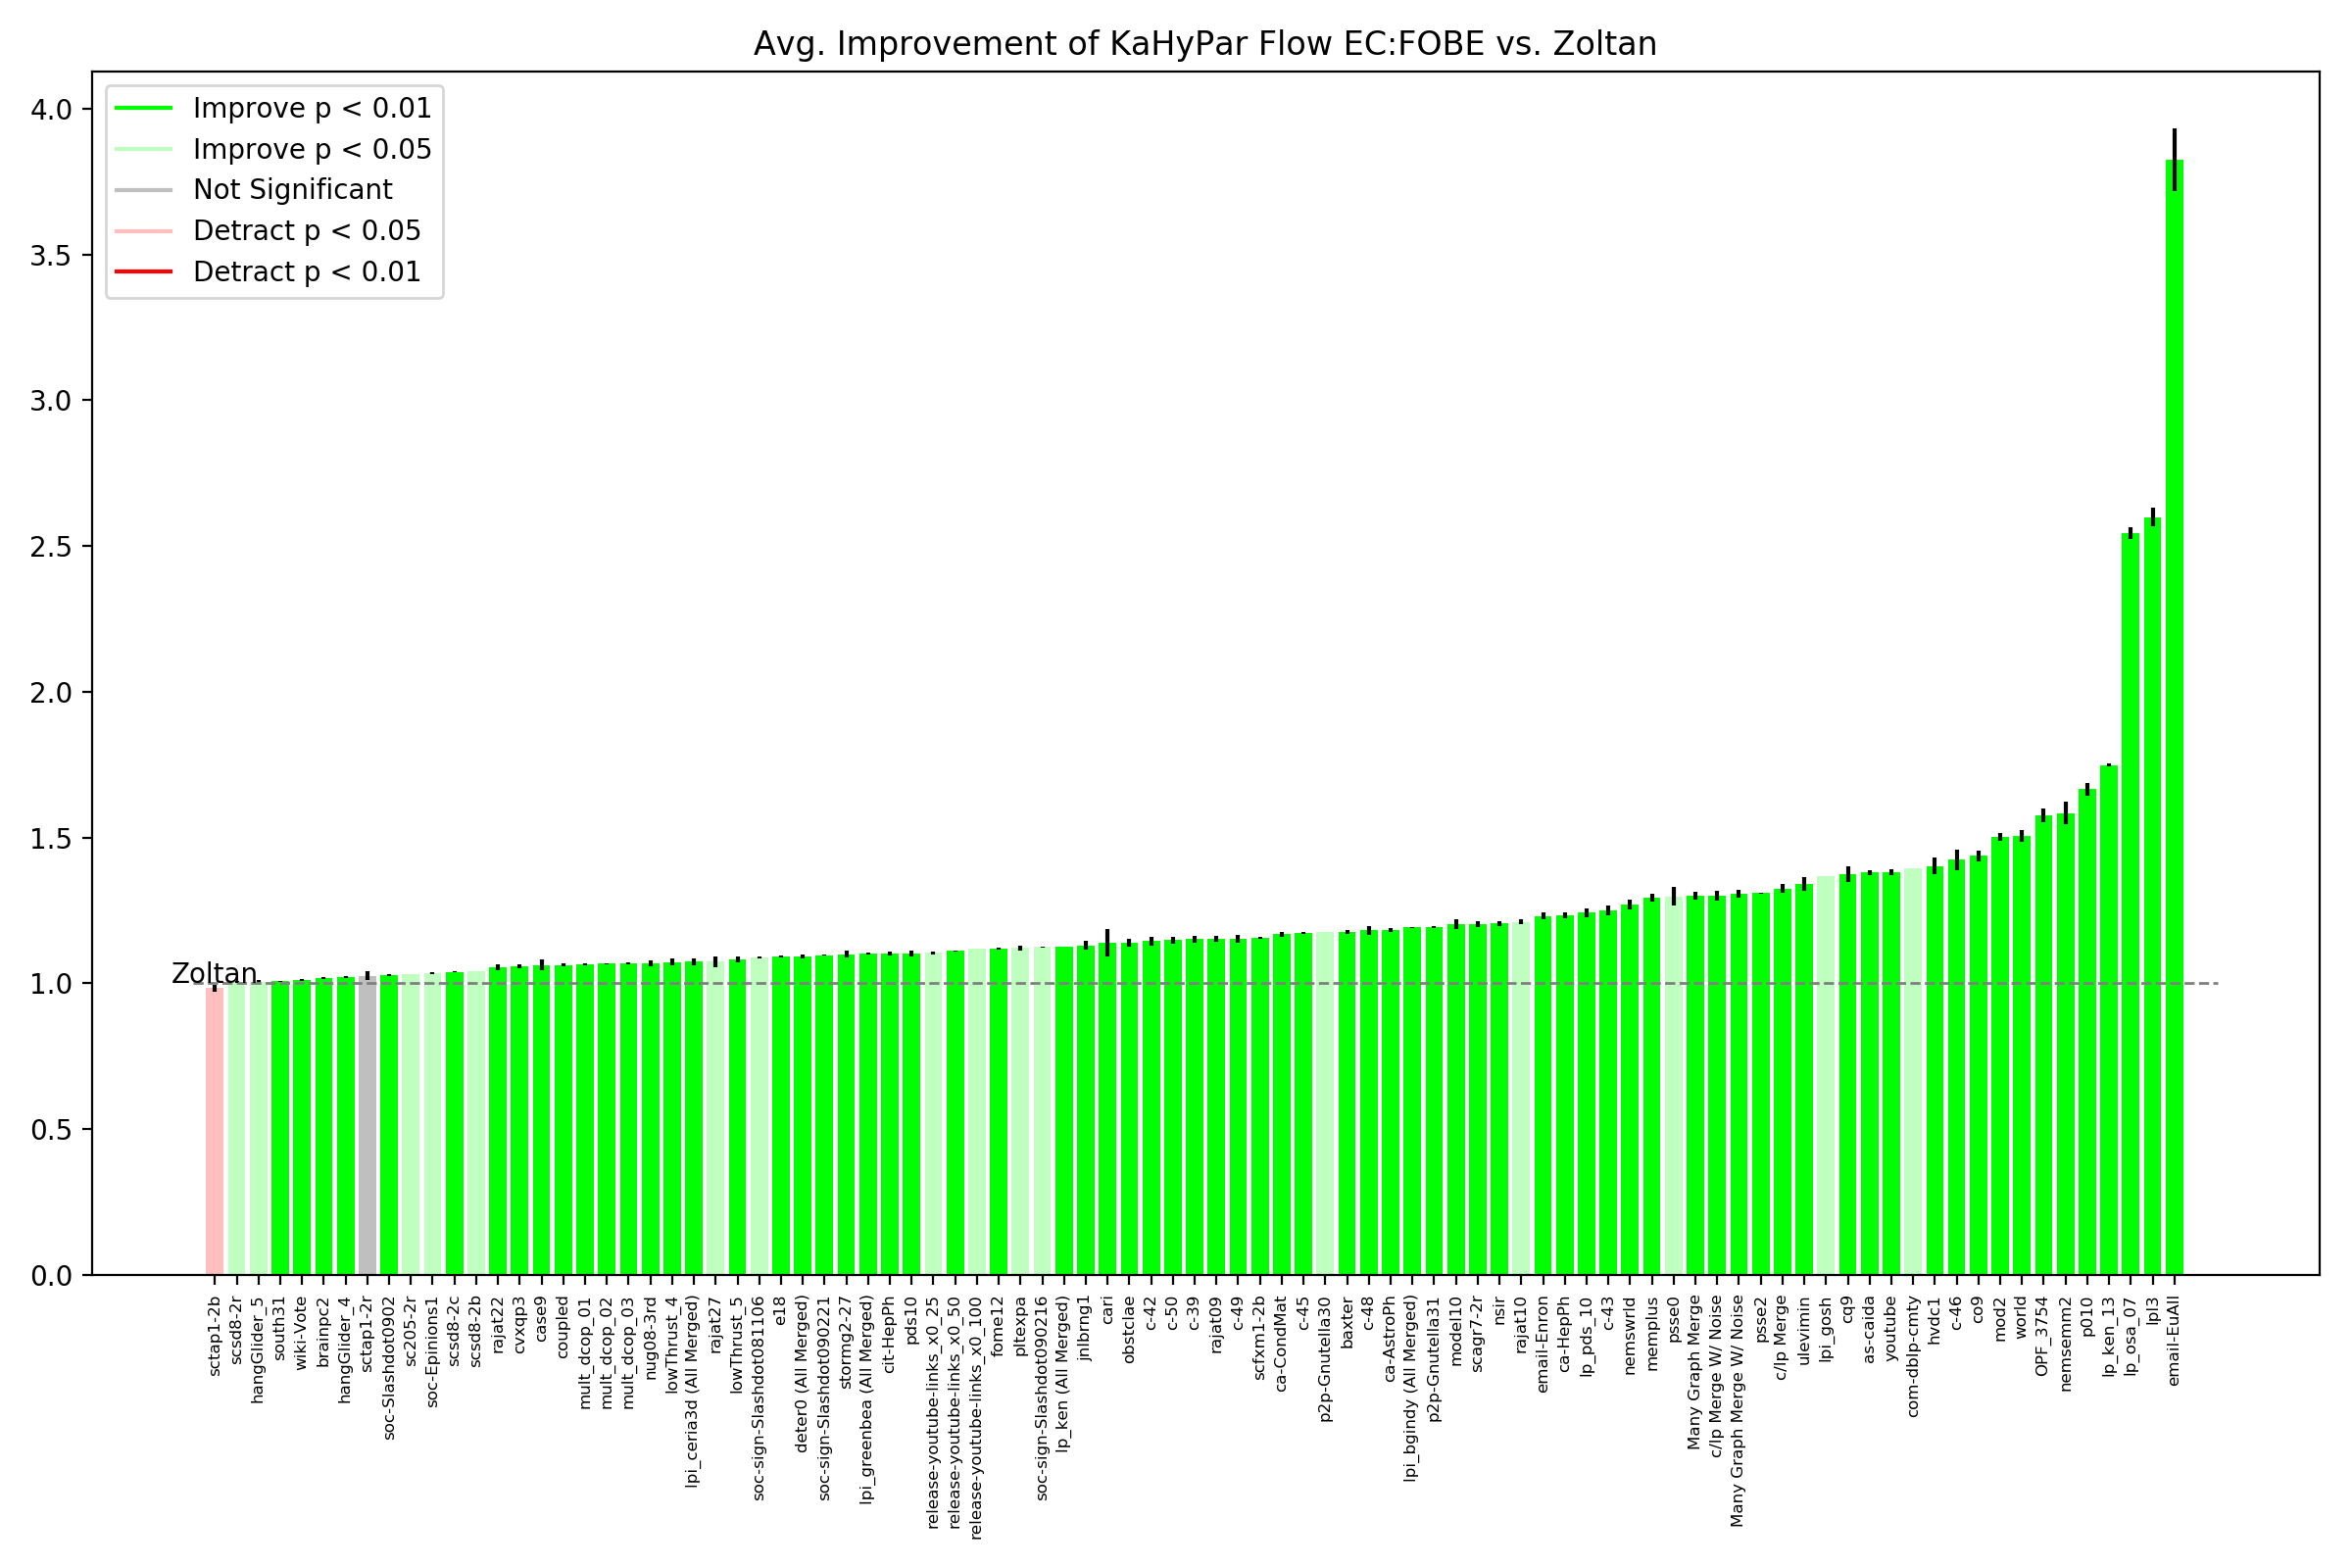 Avg. Improvement of KaHyPar Flow EC:FOBE vs. Zoltan
Improve p < 0.01
Improve p < 0.05
Not Significant
Detract p < 0.05
Detract p < 0.01
4.0
3.5
3.0
2.5
2.0
1.5
1.0
0.5
0.0
Zoltan
sctap1-2b
scsd8-2r
hangGlider_5
south31
wiki-Vote
brainpc2
hangGlider_4
sctap1-2r
soc-Slashdot0902
sc205-2r
soc-Epinions1
scsd8-2c
scsd8-2b
rajat22
cvxqp3
case9
coupled
mult_dcop_01
mult_dcop_02
mult_dcop_03
nug08-3rd
lowThrust_4
lpi_ceria3d (All Merged)
rajat27
lowThrust_5
soc-sign-Slashdot081106
e18
deter0 (All Merged)
soc-sign-Slashdot090221
stormg2-27
lpi_greenbea (All Merged)
cit-HepPh
pds10
release-youtube-links_x0_25
release-youtube-links_x0_50
release-youtube-links_x0_100
fome12
pltexpa
soc-sign-Slashdot090216
lp_ken (All Merged)
jnlbrng1
cari
obstclae
c-42
c-50
c-39
rajat09
c-49
scfxm1-2b
ca-CondMat
c-45
p2p-Gnutella30
baxter
c-48
ca-AstroPh
lpi_bgindy (All Merged)
p2p-Gnutella31
model10
scagr7-2r
nsir
rajat10
email-Enron
ca-HepPh
lp_pds_10
c-43
nemswrld
memplus
psse0
Many Graph Merge
c/lp Merge W/ Noise
Many Graph Merge W/ Noise
psse2
c/lp Merge
ulevimin
lpi_gosh
cq9
as-caida
youtube
com-dblp-cmty
hvdc1
c-46
co9
mod2
world
OPF_3754
nemsemm2
p010
lp_ken_13
lp_osa_07
lpl3
email-EuAll